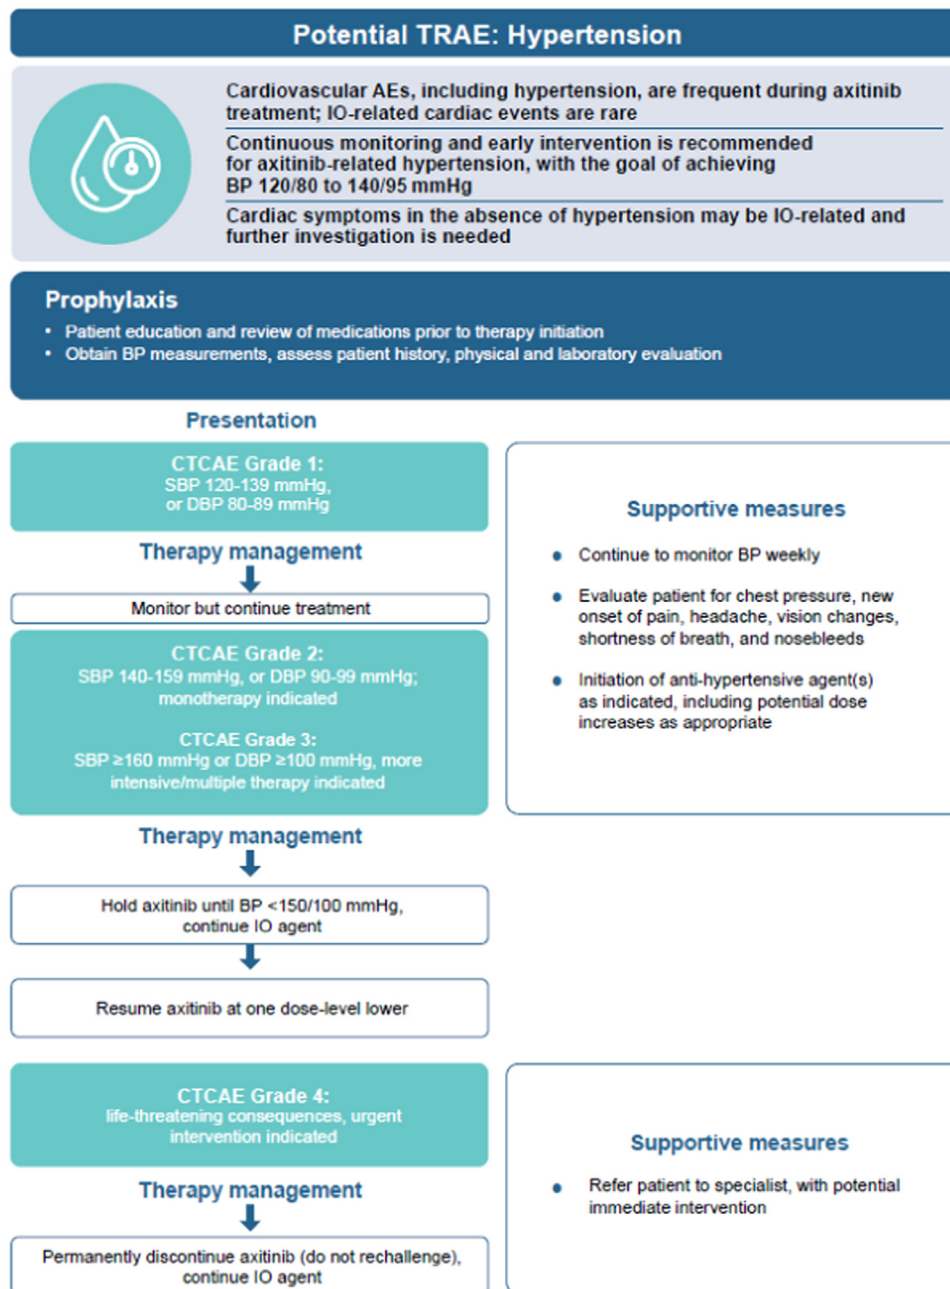 Potential TRAE: Hypertension
Cardiovascular AEs, including hypertension, are frequent during axitinib
treatment; IO-related cardiac events are rare
Continuous monitoring and early intervention is recommended
for axitinib-related hypertension, with the goal of achieving
BP 120/80 to 140/95 mmHg
Cardiac symptoms in the absence of hypertension may be IO-related and
further investigation is needed
Prophylaxis
• Patient education and review of medications prior to therapy initiation
• Obtain BP measurements, assess patient history, physical and laboratory evaluation
Presentation
CTCAE Grade 1:
SBP 120-139 mmHg,
or DBP 80-89 mmHg
Therapy management
Monitor but continue treatment
CTCAE Grade 2:
SBP 140-159 mmHg, or DBP 90-99 mmHg;
monotherapy indicated
CTCAE Grade 3:
SBP ≥160 mmHg or DBP ≥100 mmHg, more
intensive/multiple therapy indicated
Supportive measures
• Continue to monitor BP weekly
• Evaluate patient for chest pressure, new
onset of pain, headache, vision changes,
shortness of breath, and nosebleeds
• Initiation of anti-hypertensive agent(s)
as indicated, including potential dose
increases as appropriate
Therapy management
Hold axitinib until BP <150/100 mmHg,
continue IO agent
Resume axitinib at one dose-level lower
CTCAE Grade 4:
life-threatening consequences, urgent
intervention indicated
Therapy management
Permanently discontinue axitinib (do not rechallenge),
continue IO agent
Supportive measures
• Refer patient to specialist, with potential
immediate intervention